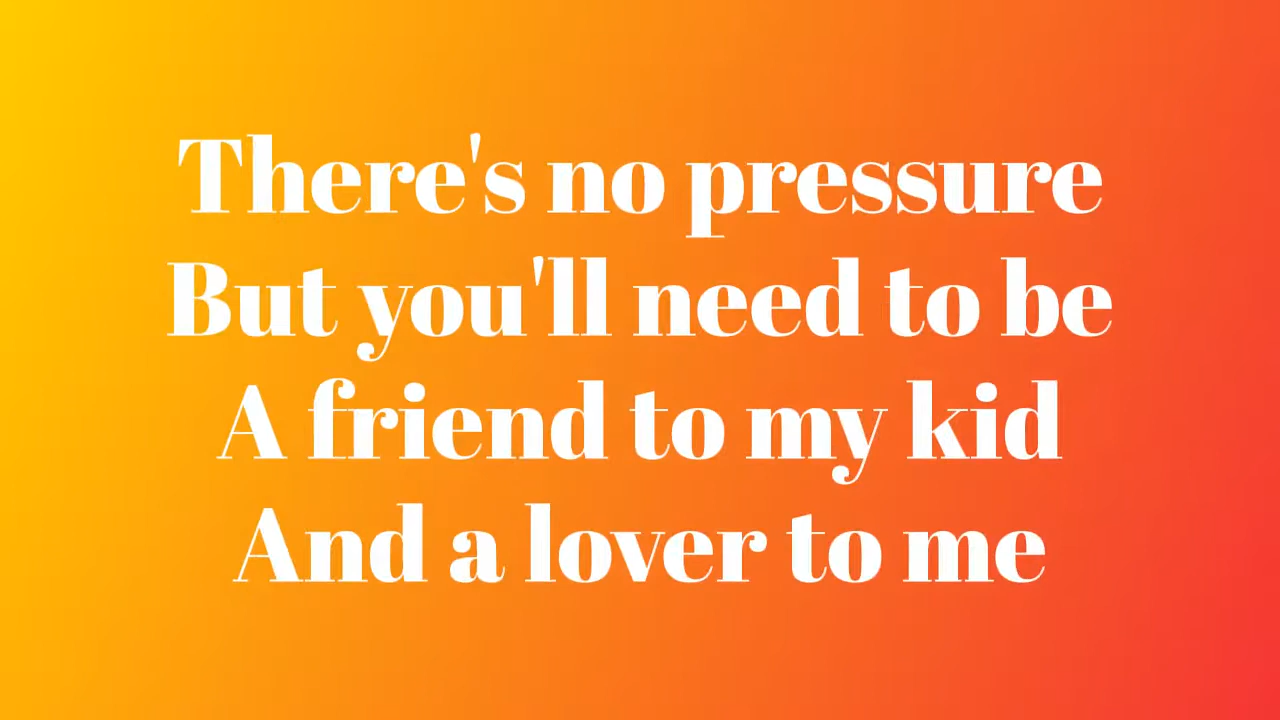 There's no pressure
But you'll need to be
A friend to my kid
And a lover to me